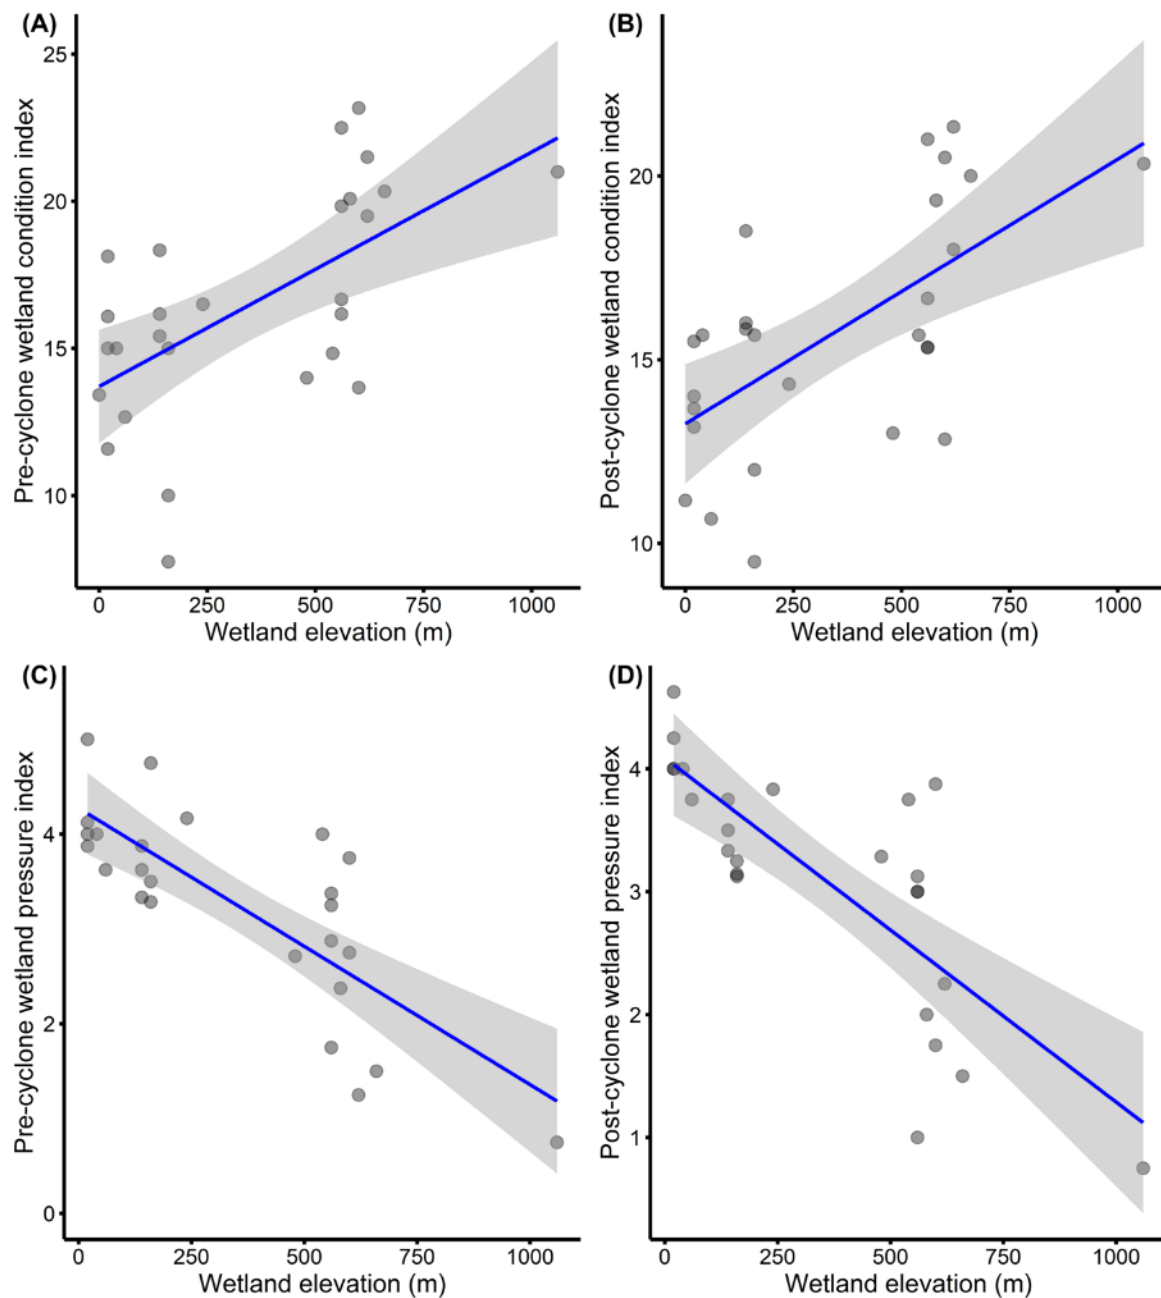 (A)
Pre-cyclone wetland condition index
25
20
15
10
0 250 500 750 1000
Wetland elevation (m)
(B)
Post-cyclone wetland condition index
20
15
10
0 250 500 750 1000
Wetland elevation (m)
(C)
Pre-cyclone wetland pressure index
4
2
0
0 250 500 750 1000
Wetland elevation (m)
(D)
Post-cyclone wetland pressure index
4
3
2
1
0 250 500 750 1000
Wetland elevation (m)